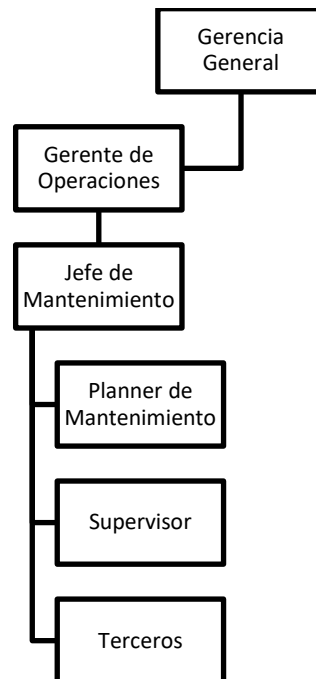 Gerencia
General
Gerente de
Operaciones
Jefe de
Mantenimiento
Planner de
Mantenimiento
Supervisor
Terceros